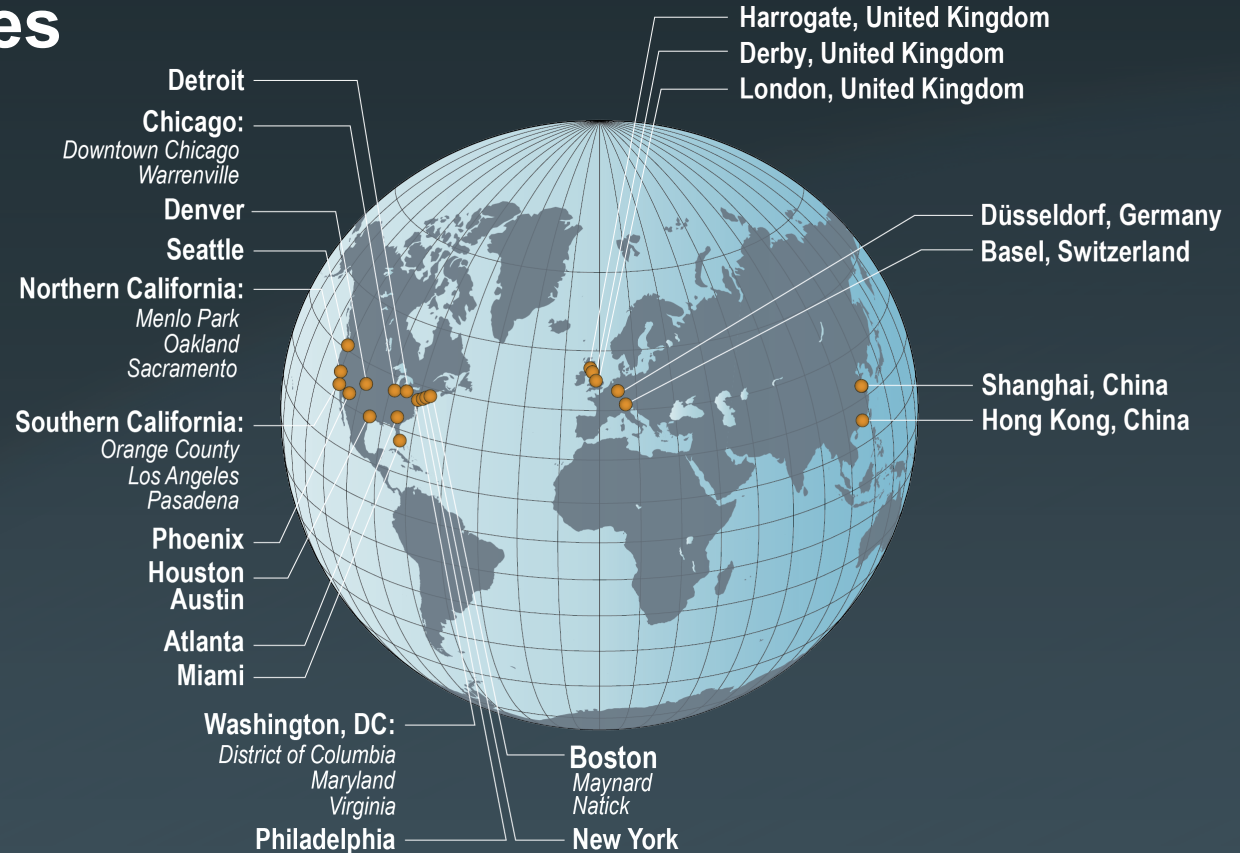 es
Detroit
Chicago:
Downtown Chicago
Warrenville
Denver
Seattle
Northern California:
Menlo Park
Oakland
Sacramento
Southern California:
Orange County
Los Angeles
Pasadena
Phoenix
Houston
Austin
Atlanta
Miami
Washington, DC:
District of Columbia
Maryland
Virginia
Philadelphia
Boston
Maynard
Natick
New York
Harrogate, United Kingdom
Derby, United Kingdom
London, United Kingdom
Düsseldorf, Germany
Basel, Switzerland
Shanghai, China
Hong Kong, China